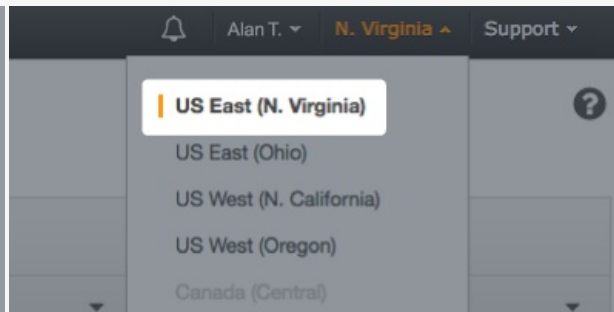 Alan T. N. Virginia Support
US East (N. Virginia)
?
US East (Ohio)
US West (N. California)
US West (Oregon)
Canada (Central)